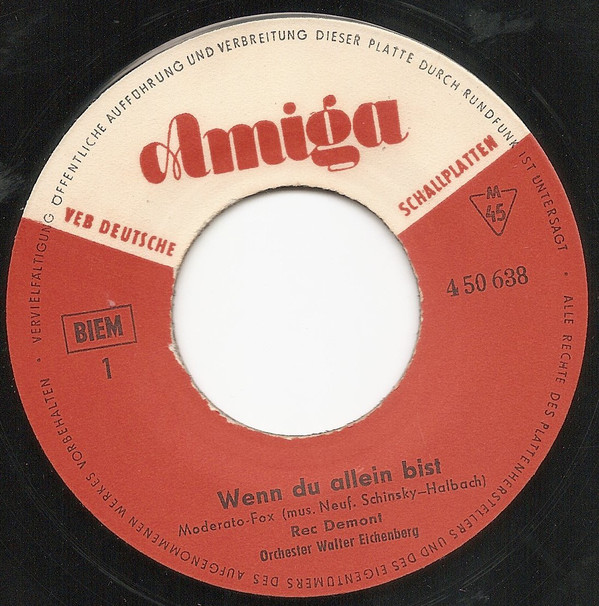 Amiga
VEB DEUTSCHE SCHALLPLATTEN
M
45
4 50 638
BIEM
1
Wenn du allein bist
Moderato-Fox (mus. Neuf. Schinsky—Halbach)
Rec Demont
Orchester Walter Eichenberg
· ALLE RECHTE DES PLATTENHERSTELLERS UND DES EIGENTÜMERS DES AUFGENOMMENEN WERKES VORBEHALTEN · VERVIELFÄLTIGUNG ÖFFENTLICHE AUFFÜHRUNG UND VERBREITUNG DIESER PLATTE DURCH RUNDFUNK IST UNTERSAGT